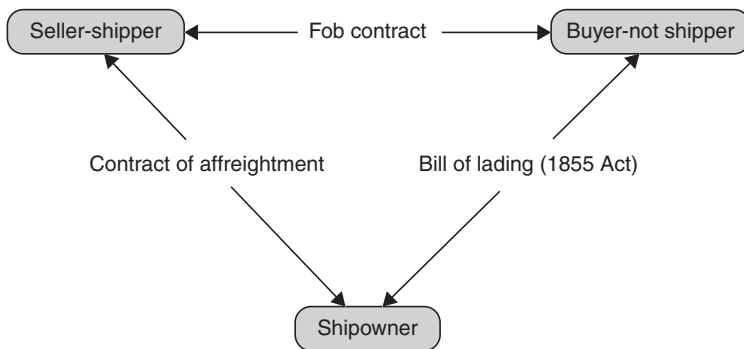 Seller-shipper
Fob contract
Buyer-not shipper
Contract of affreightment
Bill of lading (1855 Act)
Shipowner